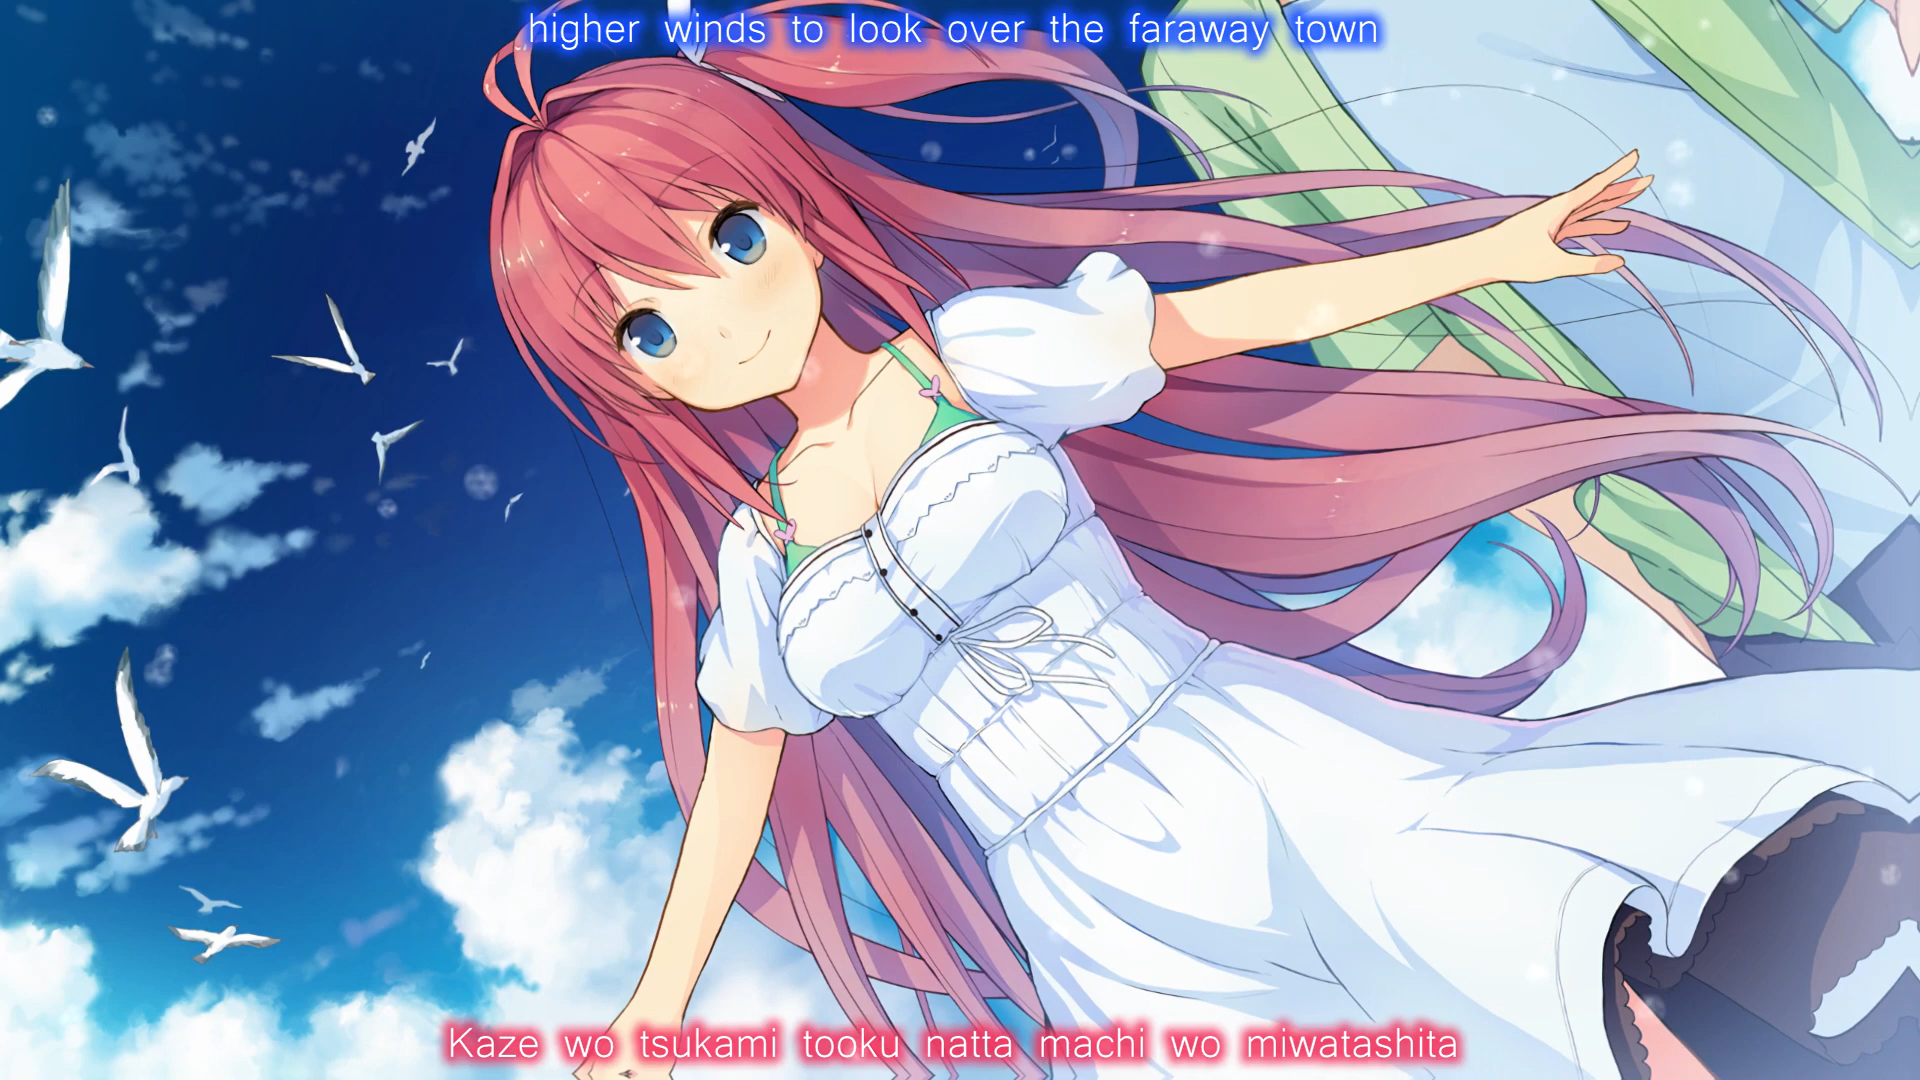 higher winds to look over the faraway town
Kaze wo tsukami tooku natta machi wo miwatashita